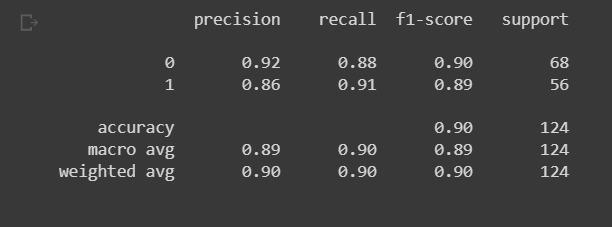 precision recall f1-score support
0 0.92 0.88 0.90 68
1 0.86 0.91 0.89 56
accuracy 0.90 124
macro avg 0.89 0.90 0.89 124
weighted avg 0.90 0.90 0.90 124